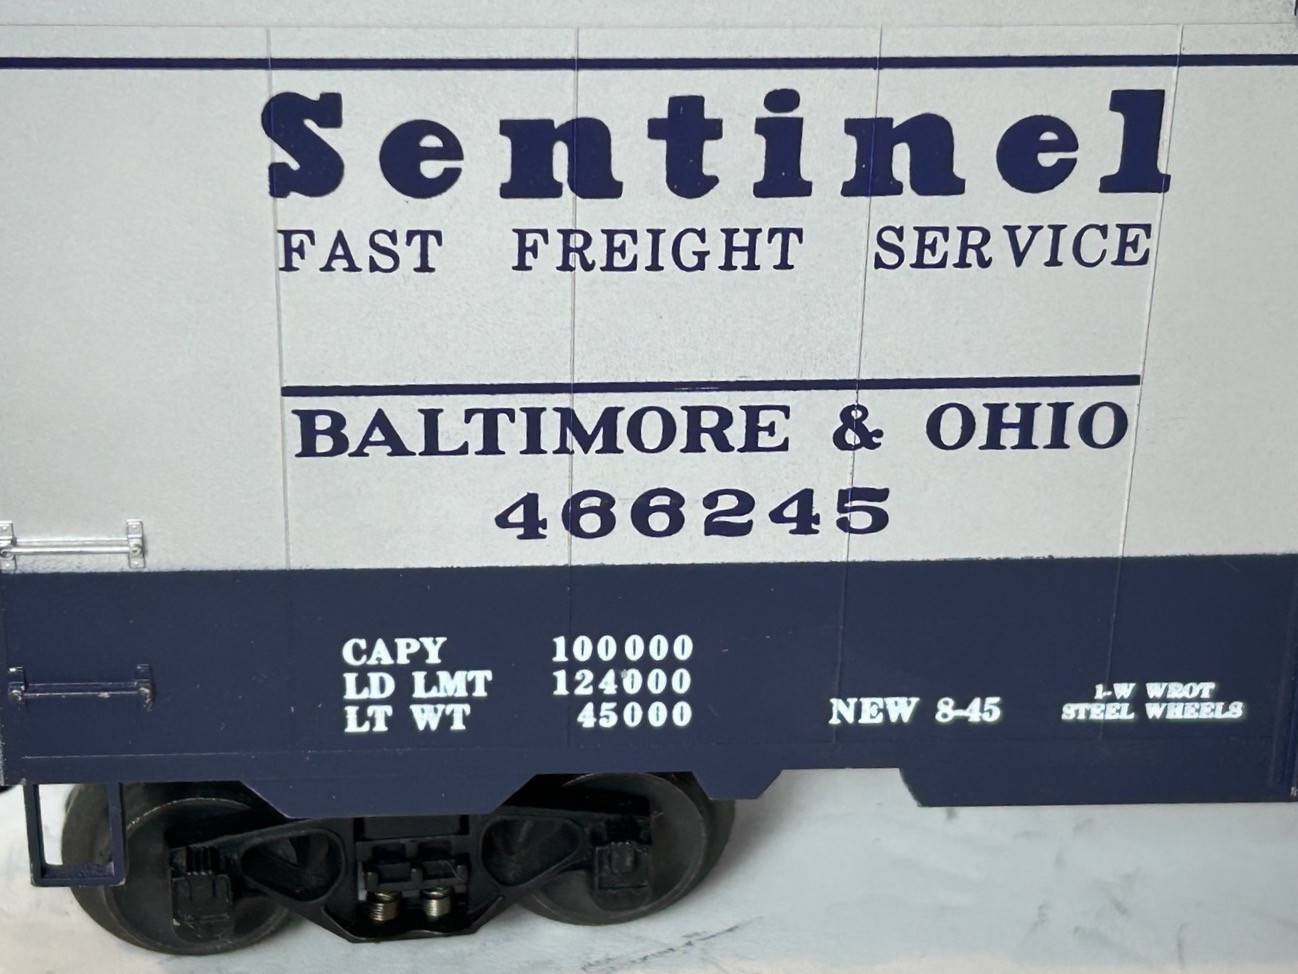 Sentinel
FAST FREIGHT SERVICE
BALTIMORE & OHIO
466245
CAPY 100000
LD LMT 124000
LT WT 45000
NEW 8-45
1-W WROT
STEEL WHEELS